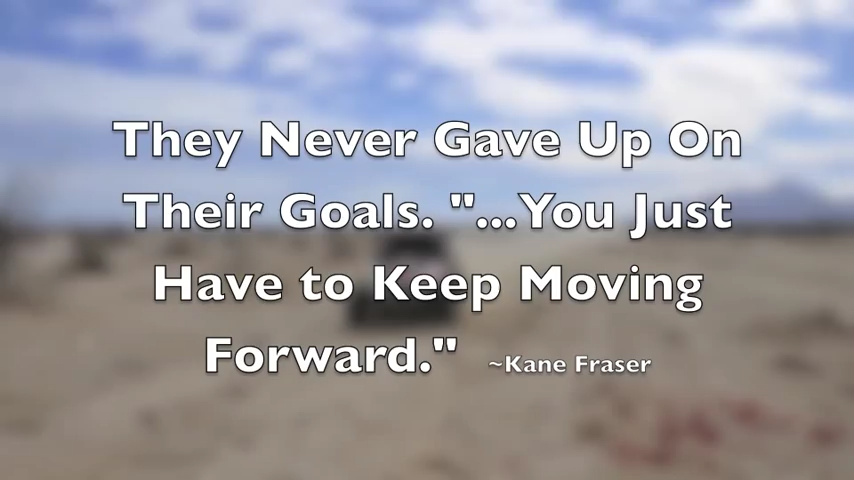 They Never Gave Up On
Their Goals. "...You Just
Have to Keep Moving
Forward." ~Kane Fraser